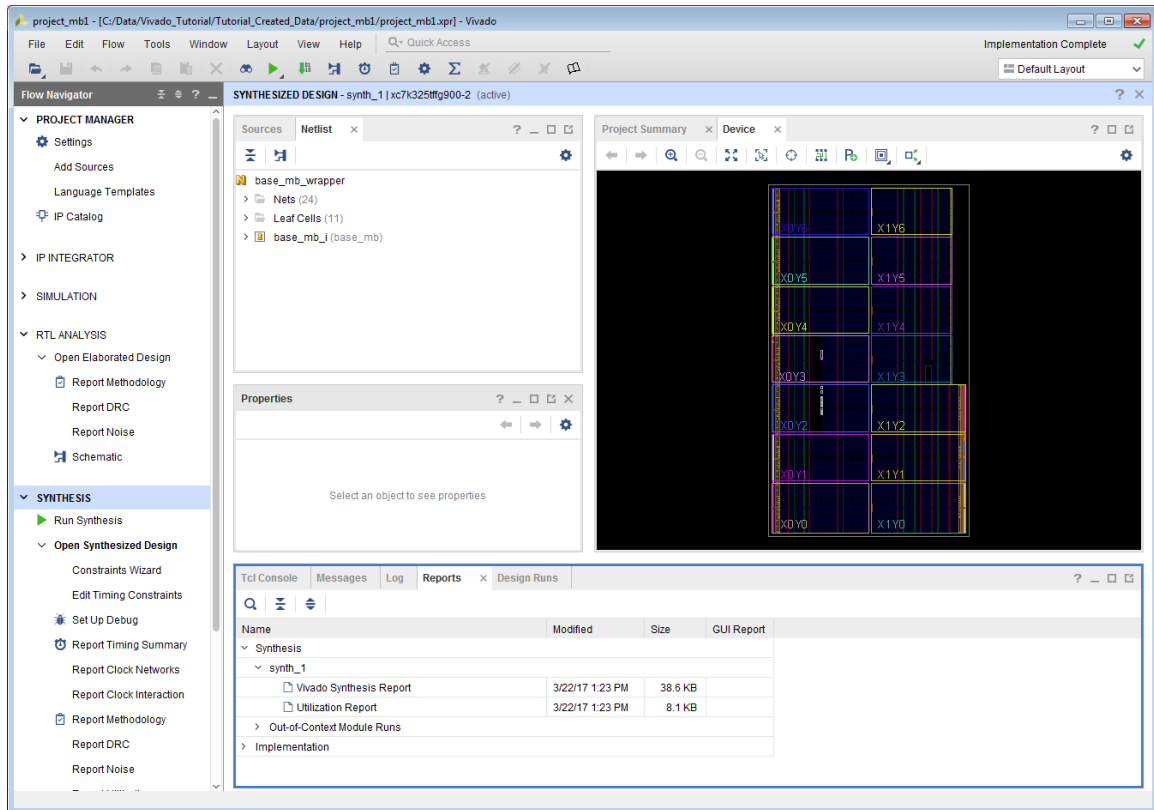 project_mb1 - [C:/Data/Vivado_Tutorial/Tutorial_Created_Data/project_mb1/project_mb1.xpr] - Vivado
File Edit Flow Tools Window Layout View Help Quick Access
Implementation Complete
Default Layout
Flow Navigator
PROJECT MANAGER
Settings
Add Sources
Language Templates
IP Catalog
IP INTEGRATOR
SIMULATION
RTL ANALYSIS
Open Elaborated Design
Report Methodology
Report DRC
Report Noise
Schematic
SYNTHESIS
Run Synthesis
Open Synthesized Design
Constraints Wizard
Edit Timing Constraints
Set Up Debug
Report Timing Summary
Report Clock Networks
Report Clock Interaction
Report Methodology
Report DRC
Report Noise
SYNTHESIZED DESIGN - synth_1 | xc7k325tffg900-2 (active)
Sources Netlist
base_mb_wrapper
Nets (24)
Leaf Cells (11)
base_mb_i (base_mb)
Properties
Select an object to see properties
Project Summary Device
X0Y6 X1Y6
X0Y5 X1Y5
X0Y4 X1Y4
X0Y3 X1Y3
X0Y2 X1Y2
X0Y1 X1Y1
X0Y0 X1Y0
Tcl Console Messages Log Reports Design Runs
Name Modified Size GUI Report
Synthesis
synth_1
Vivado Synthesis Report 3/22/17 1:23 PM 38.6 KB
Utilization Report 3/22/17 1:23 PM 8.1 KB
Out-of-Context Module Runs
Implementation